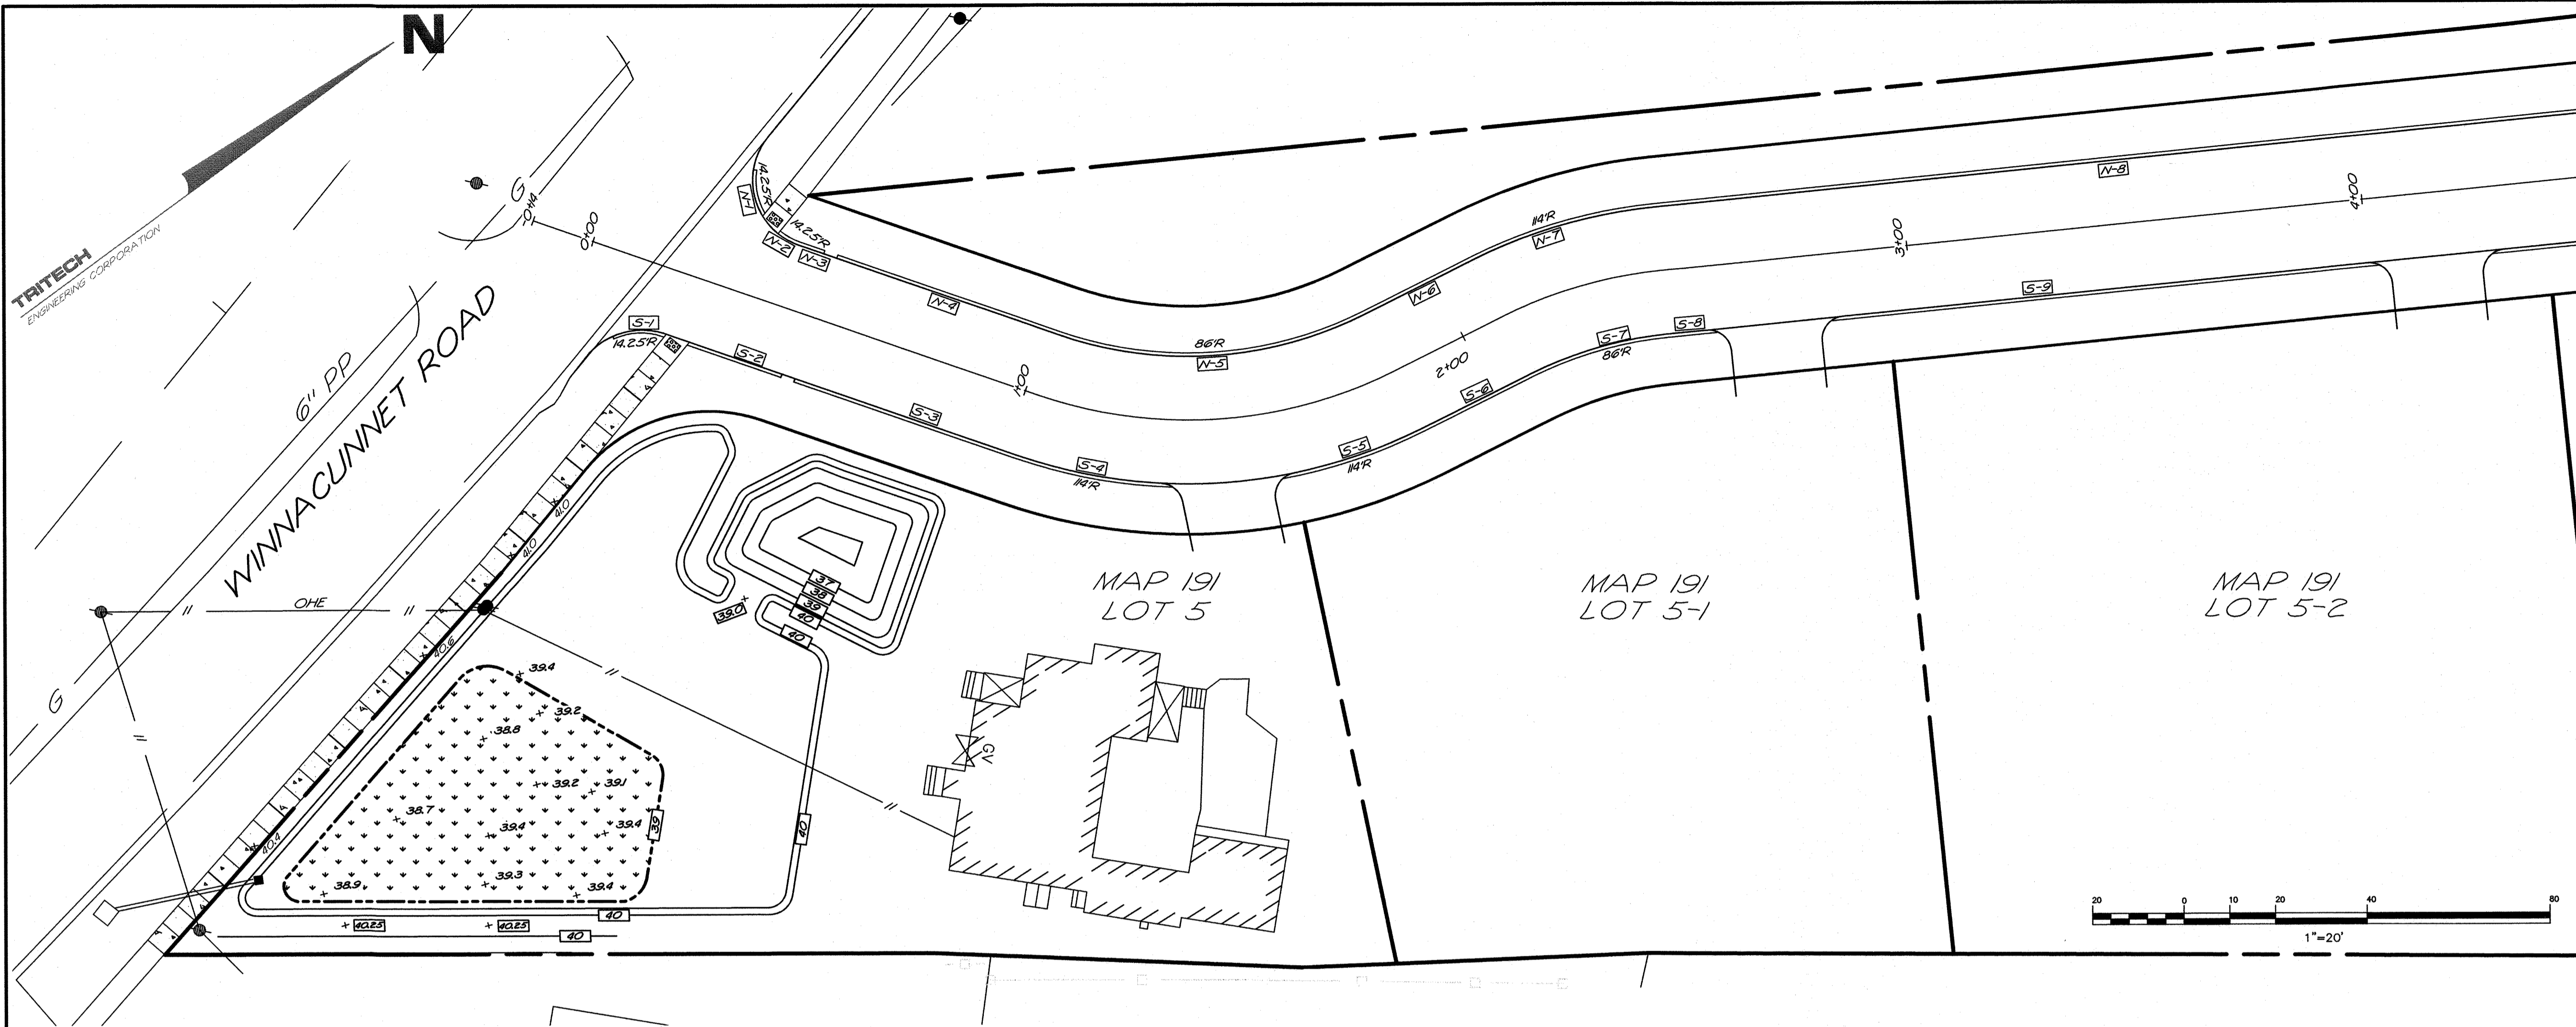 N
TRITECH
ENGINEERING CORPORATION
WINNACUNNET ROAD
6" PP
G
G
OHE
-0+14
0+00
1+00
2+00
3+00
4+00
N-1
14.25'R
N-2
14.25'R
N-3
N-4
86'R
N-5
N-6
114'R
N-7
N-8
S-1
14.25'R
S-2
S-3
S-4
114'R
S-5
114'R
S-6
S-7
86'R
S-8
S-9
41.0
41.0
40.6
40.4
37
38
39
40
40
39.0
39.4
39.2
38.8
39.2
39.1
38.7
39.4
39.4
39
40
38.9
39.3
39.4
40.25
40.25
40
40
GV
MAP 191
LOT 5
MAP 191
LOT 5-1
MAP 191
LOT 5-2
20 0 10 20 40 80
1"=20'